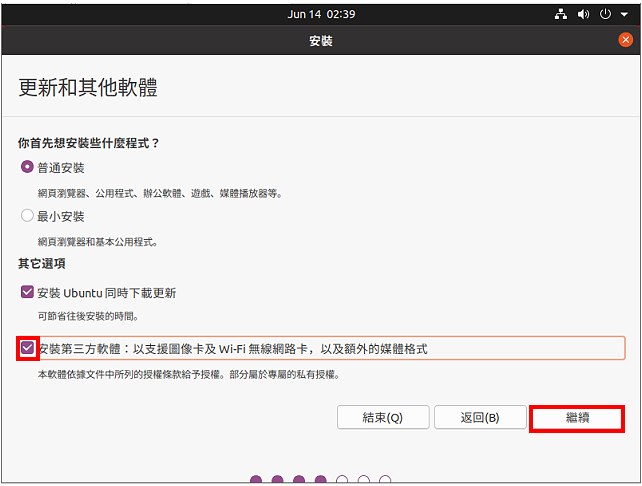 Jun 14 02:39
安裝
更新和其他軟體
你首先想安裝些什麼程式？
普通安裝
網頁瀏覽器、公用程式、辦公軟體、遊戲、媒體播放器等。
最小安裝
網頁瀏覽器和基本公用程式。
其它選項
安裝 Ubuntu 同時下載更新
可節省往後安裝的時間。
安裝第三方軟體：以支援圖像卡及 Wi-Fi 無線網路卡，以及額外的媒體格式
本軟體依據文件中所列的授權條款給予授權。部分屬於專屬的私有授權。
結束(Q) 返回(B) 繼續